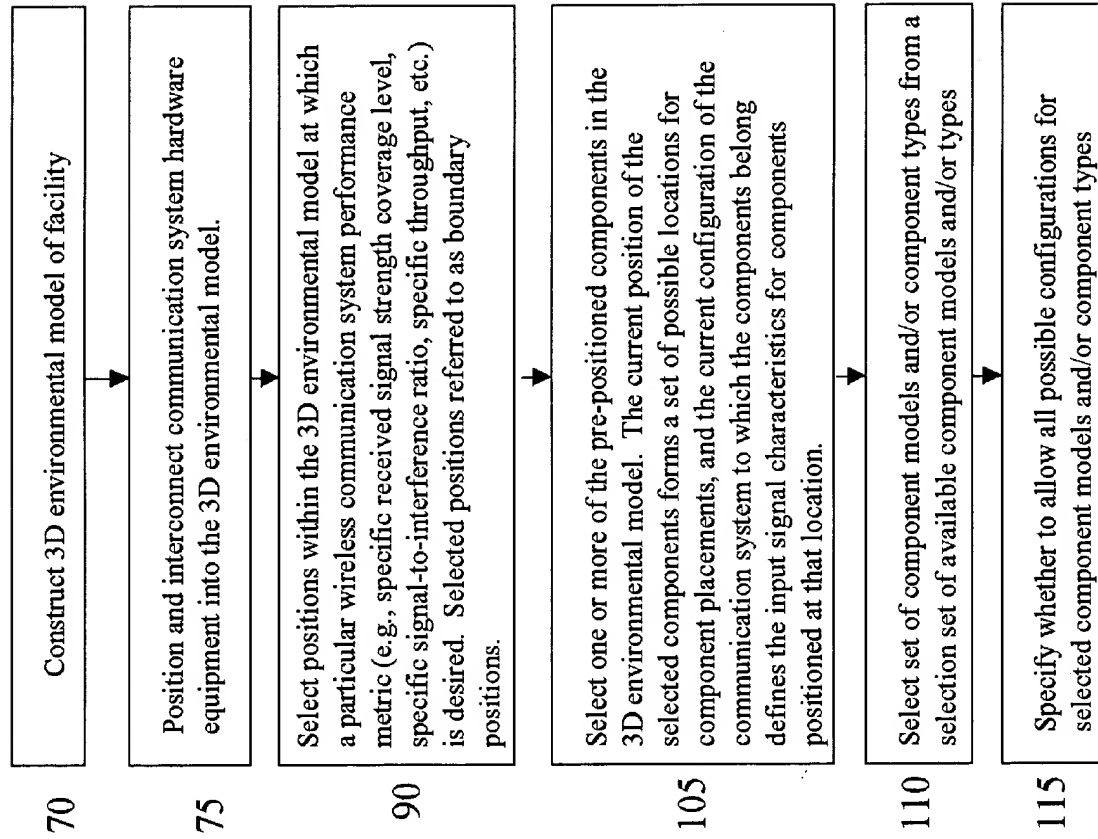 70
Construct 3D environmental model of facility
75
Position and interconnect communication system hardware
equipment into the 3D environmental model.
90
Select positions within the 3D environmental model at which
a particular wireless communication system performance
metric (e.g., specific received signal strength coverage level,
specific signal-to-interference ratio, specific throughput, etc.)
is desired. Selected positions referred to as boundary
positions.
105
Select one or more of the pre-positioned components in the
3D environmental model. The current position of the
selected components forms a set of possible locations for
component placements, and the current configuration of the
communication system to which the components belong
defines the input signal characteristics for components
positioned at that location.
110
Select set of component models and/or component types from a
selection set of available component models and/or types
115
Specify whether to allow all possible configurations for
selected component models and/or component types